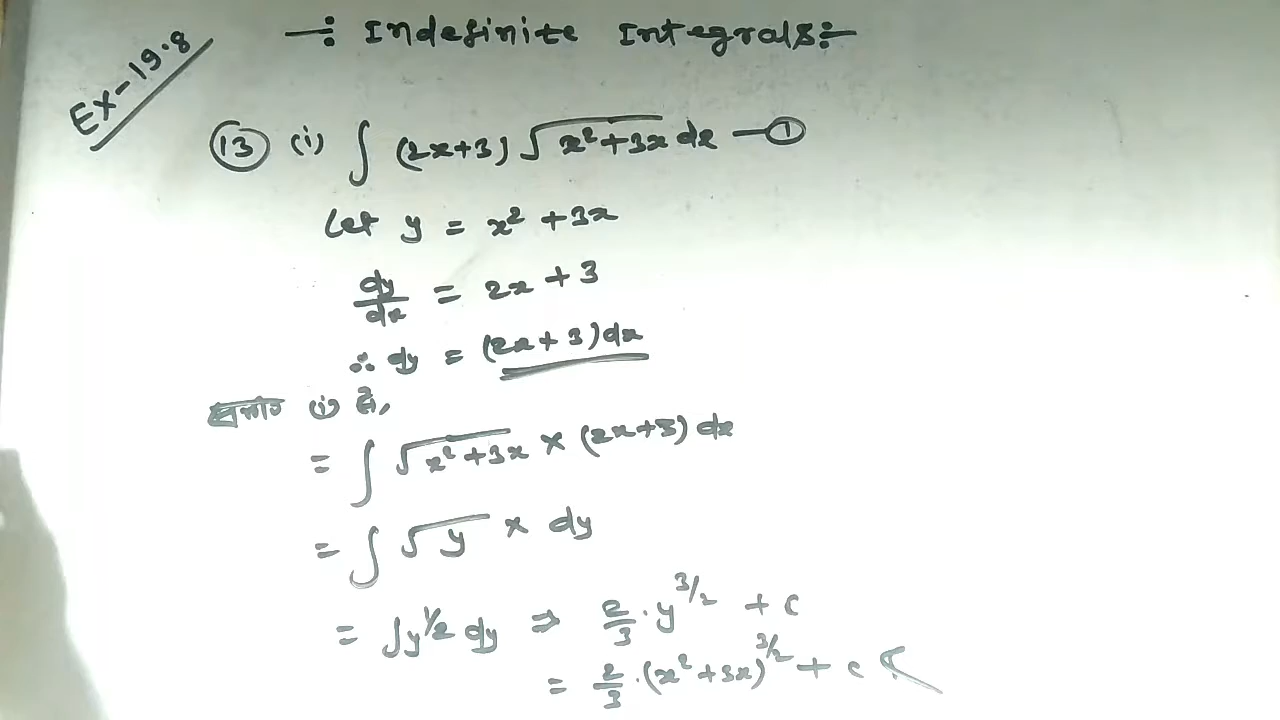 Ex-19.8
-: Indefinite Integrals:-
(13) (i) ∫ (2x+3) √(x²+3x) dx —①
Let y = x² + 3x
dy/dx = 2x + 3
∴ dy = (2x+3)dx
(i) से,
= ∫ √(x²+3x) × (2x+3) dx
= ∫ √y × dy
= ∫y^1/2 dy ⇒ 2/3 · y^3/2 + c
= 2/3 · (x²+3x)^3/2 + c